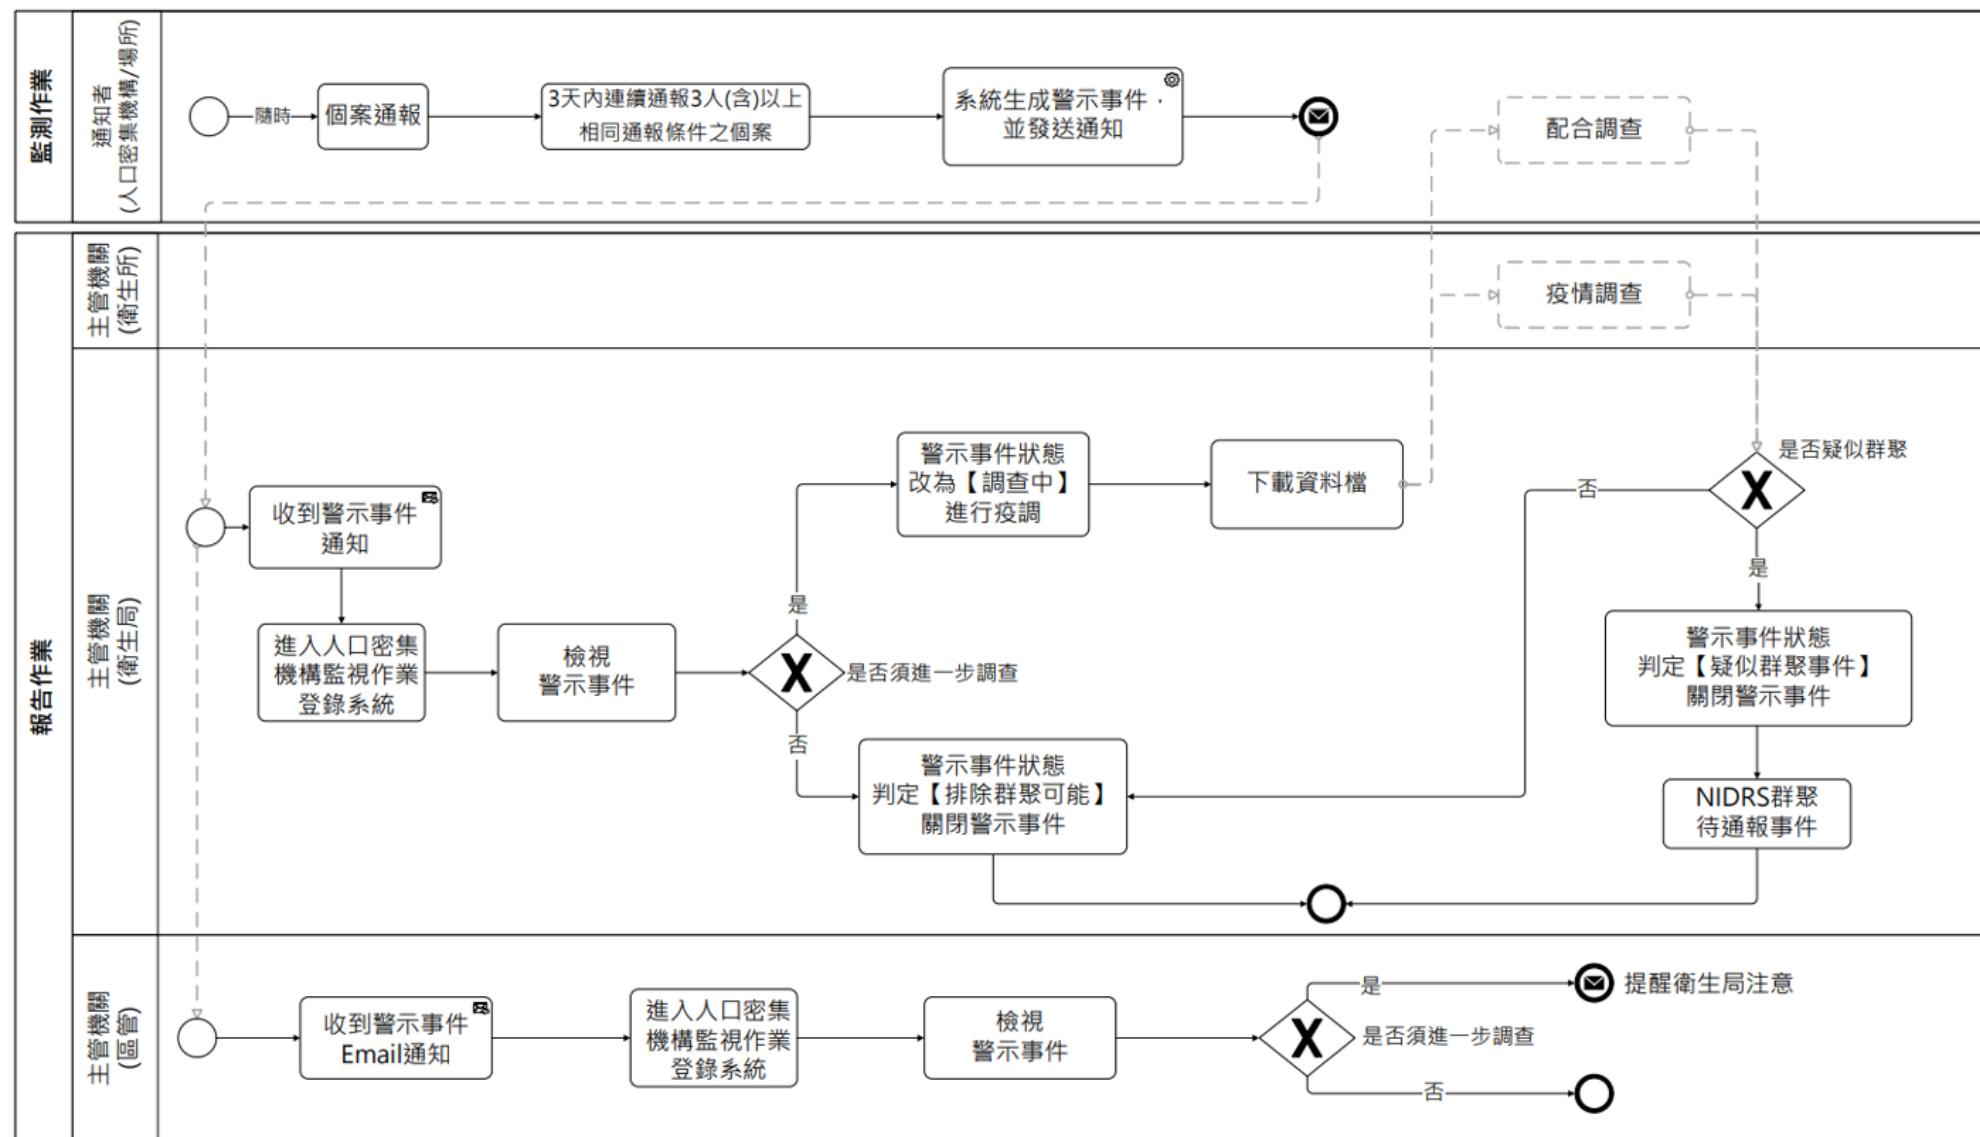 監測作業
通知者
(人口密集機構/場所)
隨時
個案通報
3天內連續通報3人(含)以上
相同通報條件之個案
系統生成警示事件，
並發送通知
配合調查
報告作業
主管機關
(衛生所)
疫情調查
主管機關
(衛生局)
收到警示事件
通知
進入人口密集
機構監視作業
登錄系統
檢視
警示事件
是否須進一步調查
是
警示事件狀態
改為【調查中】
進行疫調
下載資料檔
否
警示事件狀態
判定【排除群聚可能】
關閉警示事件
是否疑似群聚
否
是
警示事件狀態
判定【疑似群聚事件】
關閉警示事件
NIDRS群聚
待通報事件
主管機關
(區管)
收到警示事件
Email通知
進入人口密集
機構監視作業
登錄系統
檢視
警示事件
是否須進一步調查
是
提醒衛生局注意
否